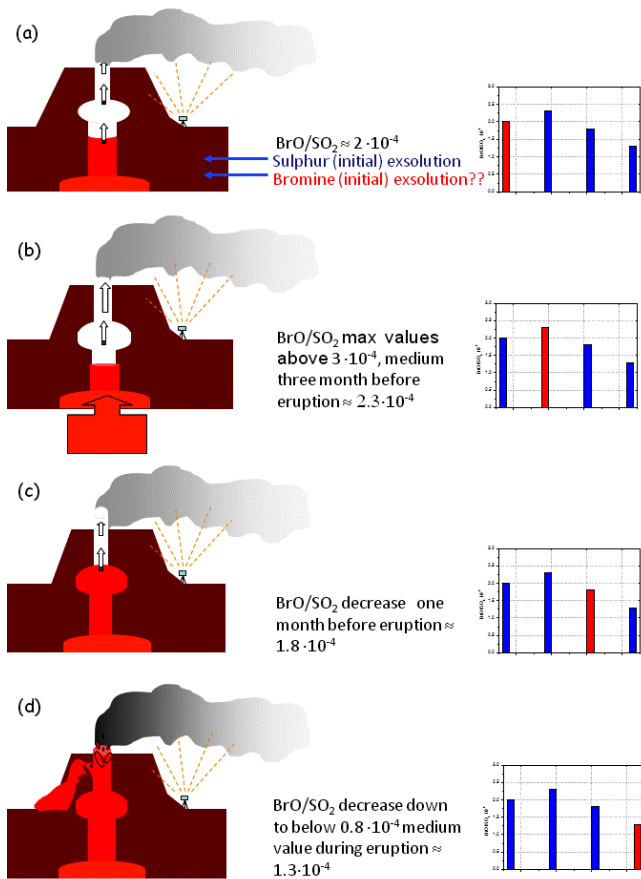 (a)
BrO/SO₂ ≈ 2 ·10⁻⁴
Sulphur (initial) exsolution
Bromine (initial) exsolution??
(b)
BrO/SO₂ max values
above 3 ·10⁻⁴, medium
three month before
eruption ≈ 2.3·10⁻⁴
(c)
BrO/SO₂ decrease one
month before eruption ≈
1.8 ·10⁻⁴
(d)
BrO/SO₂ decrease down
to below 0.8 ·10⁻⁴ medium
value during eruption ≈
1.3·10⁻⁴